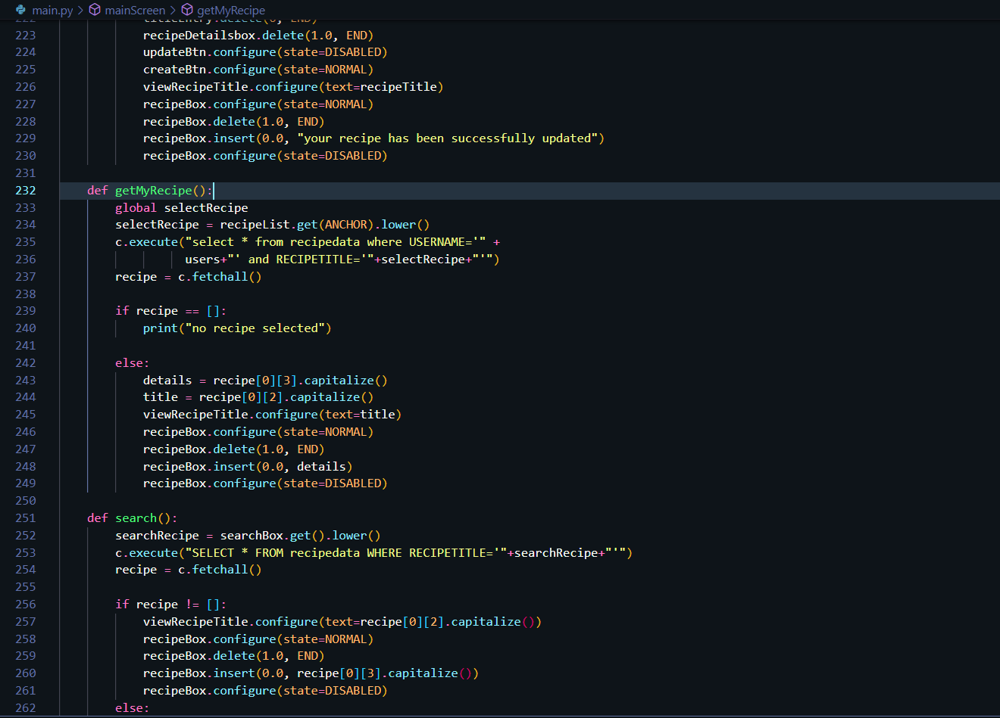 main.py > mainScreen > getMyRecipe
222 titleEntry.delete(0, END)
223 recipeDetailsbox.delete(1.0, END)
224 updateBtn.configure(state=DISABLED)
225 createBtn.configure(state=NORMAL)
226 viewRecipeTitle.configure(text=recipeTitle)
227 recipeBox.configure(state=NORMAL)
228 recipeBox.delete(1.0, END)
229 recipeBox.insert(0.0, "your recipe has been successfully updated")
230 recipeBox.configure(state=DISABLED)
231
232 def getMyRecipe():
233 global selectRecipe
234 selectRecipe = recipeList.get(ANCHOR).lower()
235 c.execute("select * from recipedata where USERNAME='" +
236 users+"' and RECIPETITLE='"+selectRecipe+"'")
237 recipe = c.fetchall()
238
239 if recipe == []:
240 print("no recipe selected")
241
242 else:
243 details = recipe[0][3].capitalize()
244 title = recipe[0][2].capitalize()
245 viewRecipeTitle.configure(text=title)
246 recipeBox.configure(state=NORMAL)
247 recipeBox.delete(1.0, END)
248 recipeBox.insert(0.0, details)
249 recipeBox.configure(state=DISABLED)
250
251 def search():
252 searchRecipe = searchBox.get().lower()
253 c.execute("SELECT * FROM recipedata WHERE RECIPETITLE='"+searchRecipe+"'")
254 recipe = c.fetchall()
255
256 if recipe != []:
257 viewRecipeTitle.configure(text=recipe[0][2].capitalize())
258 recipeBox.configure(state=NORMAL)
259 recipeBox.delete(1.0, END)
260 recipeBox.insert(0.0, recipe[0][3].capitalize())
261 recipeBox.configure(state=DISABLED)
262 else: